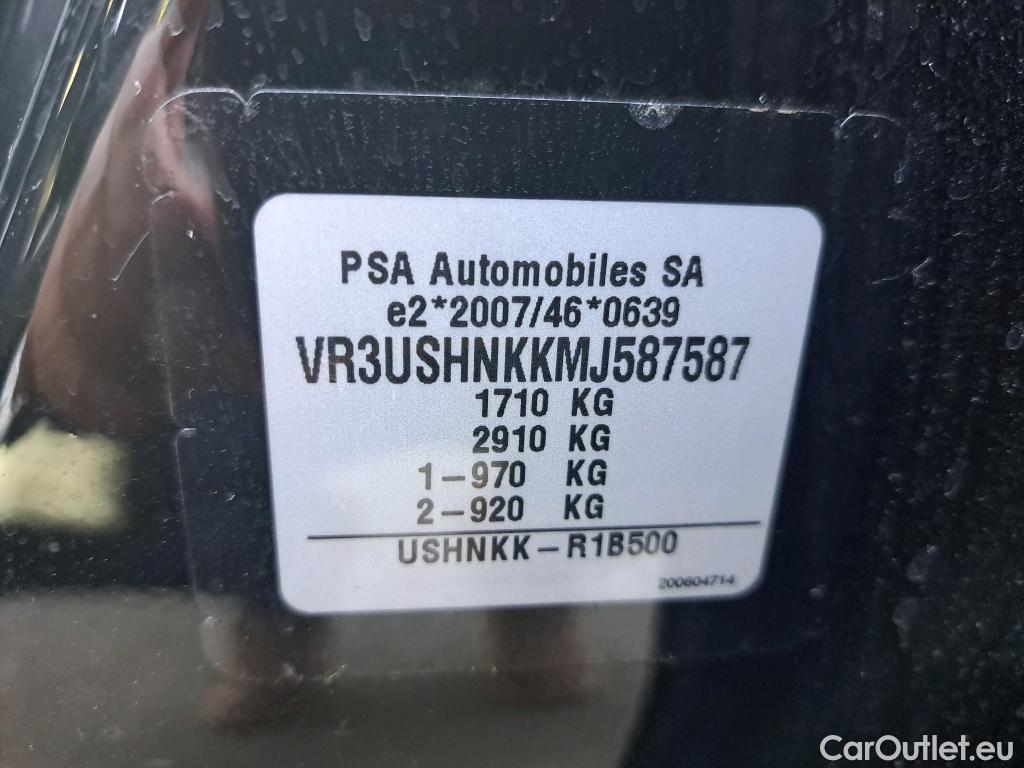 PSA Automobiles SA
e2*2007/46*0639
VR3USHNKKMJ587587
1710 KG
2910 KG
1-970 KG
2-920 KG
USHNKK-R1B500
200604714
CarOutlet.eu